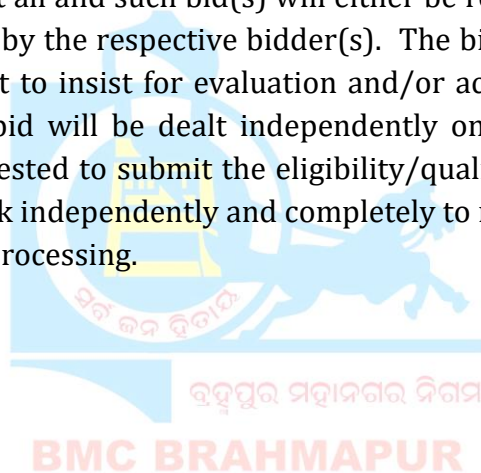 t all and such bid(s) will either be re
by the respective bidder(s). The bi
t to insist for evaluation and/or ac
bid will be dealt independently on
ested to submit the eligibility/qual
k independently and completely to
rocessing.
ସର୍ବ ଜନ ହିତାୟ
ବ୍ରହ୍ମପୁର ମହାନଗର ନିଗମ
BMC BRAHMAPUR